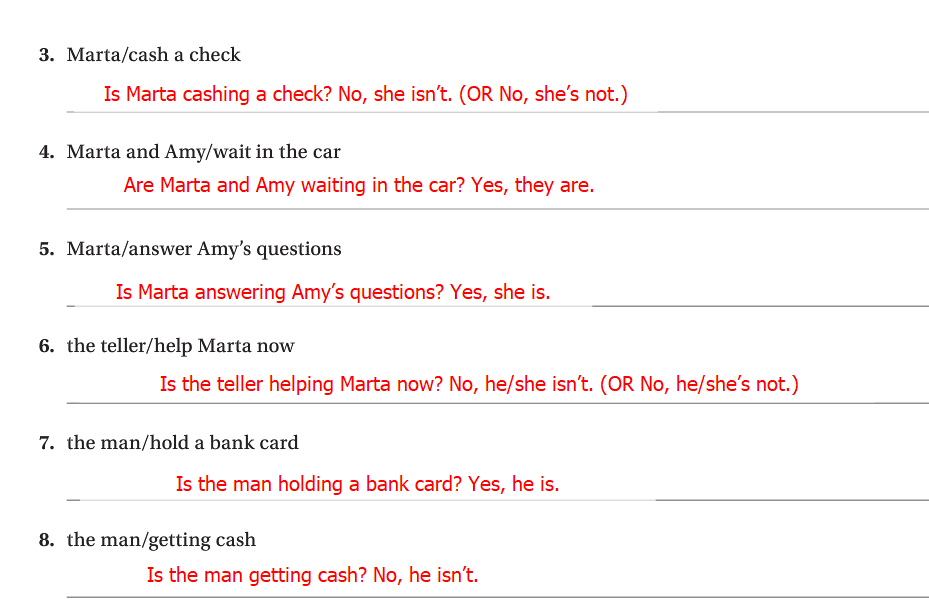 3. Marta/cash a check
Is Marta cashing a check? No, she isn’t. (OR No, she’s not.)
4. Marta and Amy/wait in the car
Are Marta and Amy waiting in the car? Yes, they are.
5. Marta/answer Amy’s questions
Is Marta answering Amy’s questions? Yes, she is.
6. the teller/help Marta now
Is the teller helping Marta now? No, he/she isn’t. (OR No, he/she’s not.)
7. the man/hold a bank card
Is the man holding a bank card? Yes, he is.
8. the man/getting cash
Is the man getting cash? No, he isn’t.